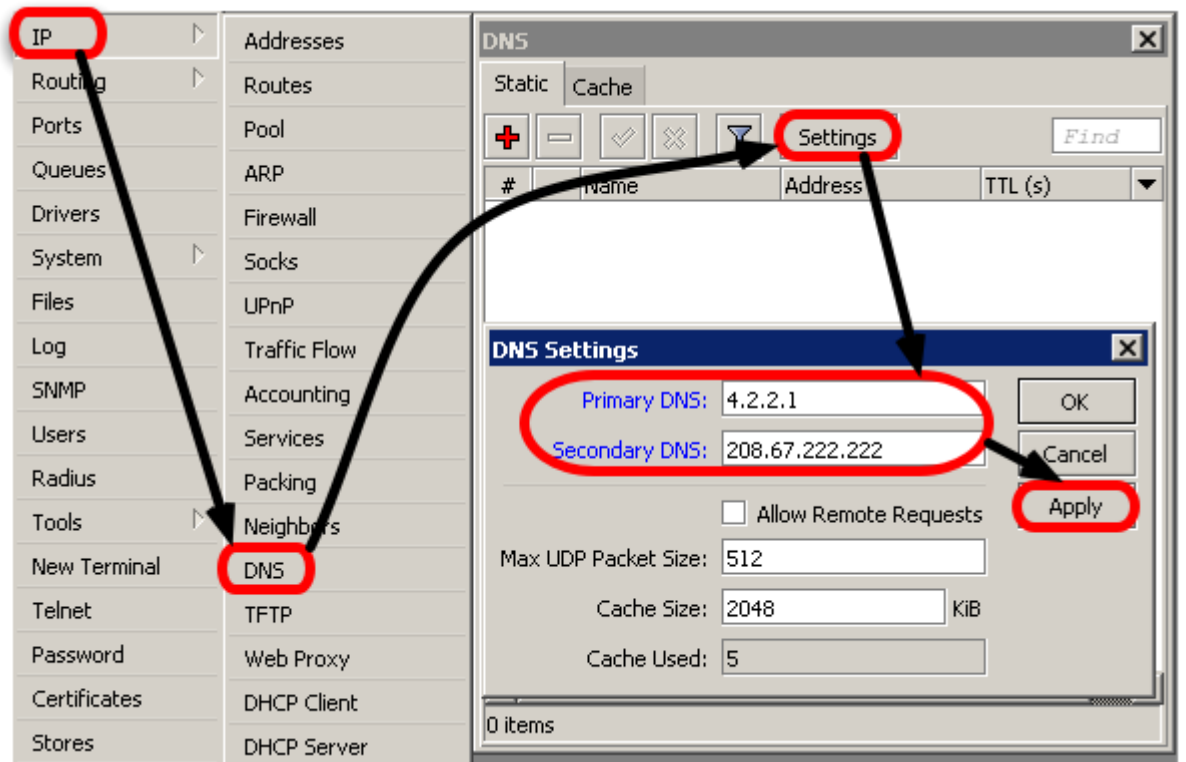 IP
Routing
Ports
Queues
Drivers
System
Files
Log
SNMP
Users
Radius
Tools
New Terminal
Telnet
Password
Certificates
Stores
Addresses
Routes
Pool
ARP
Firewall
Socks
UPnP
Traffic Flow
Accounting
Services
Packing
Neighbors
DNS
TFTP
Web Proxy
DHCP Client
DHCP Server
DNS
Static Cache
Settings Find
# Name Address TTL (s)
DNS Settings
Primary DNS: 4.2.2.1 OK
Secondary DNS: 208.67.222.222 Cancel
Allow Remote Requests Apply
Max UDP Packet Size: 512
Cache Size: 2048 KiB
Cache Used: 5
0 items